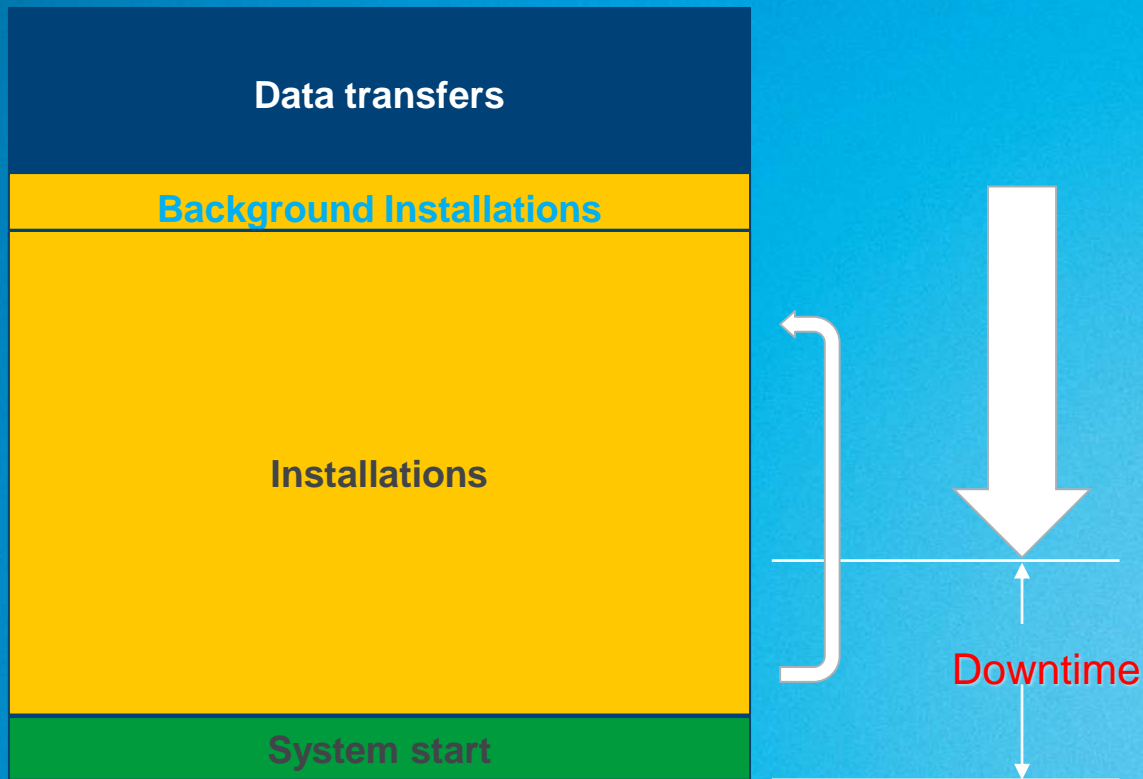 Data transfers
Background Installations
Installations
Downtime
System start